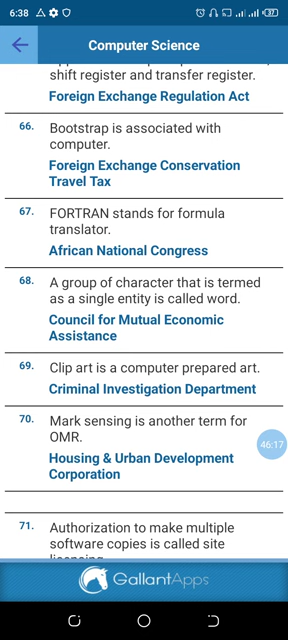 6:38
37
Computer Science
shift register and transfer register.
Foreign Exchange Regulation Act
66. Bootstrap is associated with
computer.
Foreign Exchange Conservation
Travel Tax
67. FORTRAN stands for formula
translator.
African National Congress
68. A group of character that is termed
as a single entity is called word.
Council for Mutual Economic
Assistance
69. Clip art is a computer prepared art.
Criminal Investigation Department
70. Mark sensing is another term for
OMR.
46:17
Housing & Urban Development
Corporation
71. Authorization to make multiple
software copies is called site
licensing
GallantApps